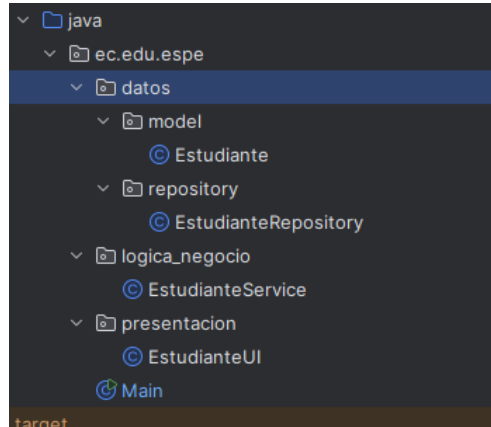 java
ec.edu.espe
datos
model
Estudiante
repository
EstudianteRepository
logica_negocio
EstudianteService
presentacion
EstudianteUI
Main
target